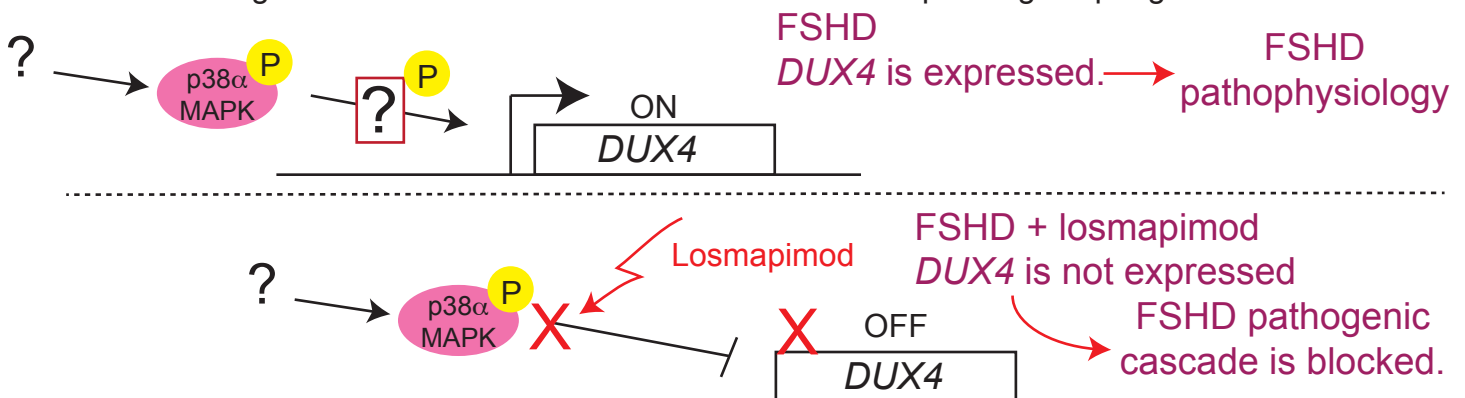 FSHD
DUX4 is expressed.
FSHD
pathophysiology
?
p38α
MAPK
P
?
P
ON
DUX4
FSHD + losmapimod
DUX4 is not expressed
FSHD pathogenic
cascade is blocked.
Losmapimod
?
p38α
MAPK
P
X
X
OFF
DUX4